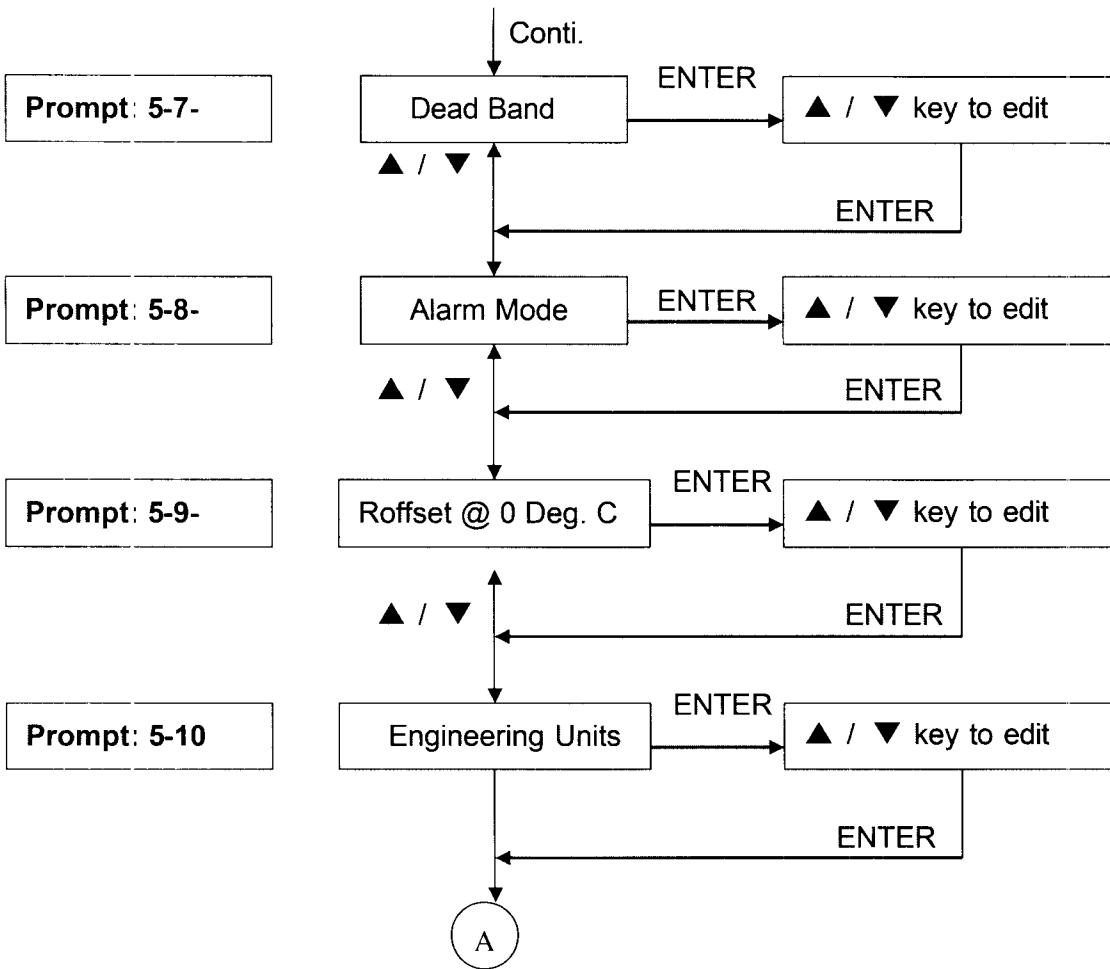 Conti.
Prompt: 5-7-
Dead Band
ENTER
▲ / ▼ key to edit
▲ / ▼
ENTER
Prompt: 5-8-
Alarm Mode
ENTER
▲ / ▼ key to edit
▲ / ▼
ENTER
Prompt: 5-9-
Roffset @ 0 Deg. C
ENTER
▲ / ▼ key to edit
▲ / ▼
ENTER
Prompt: 5-10
Engineering Units
ENTER
▲ / ▼ key to edit
ENTER
A